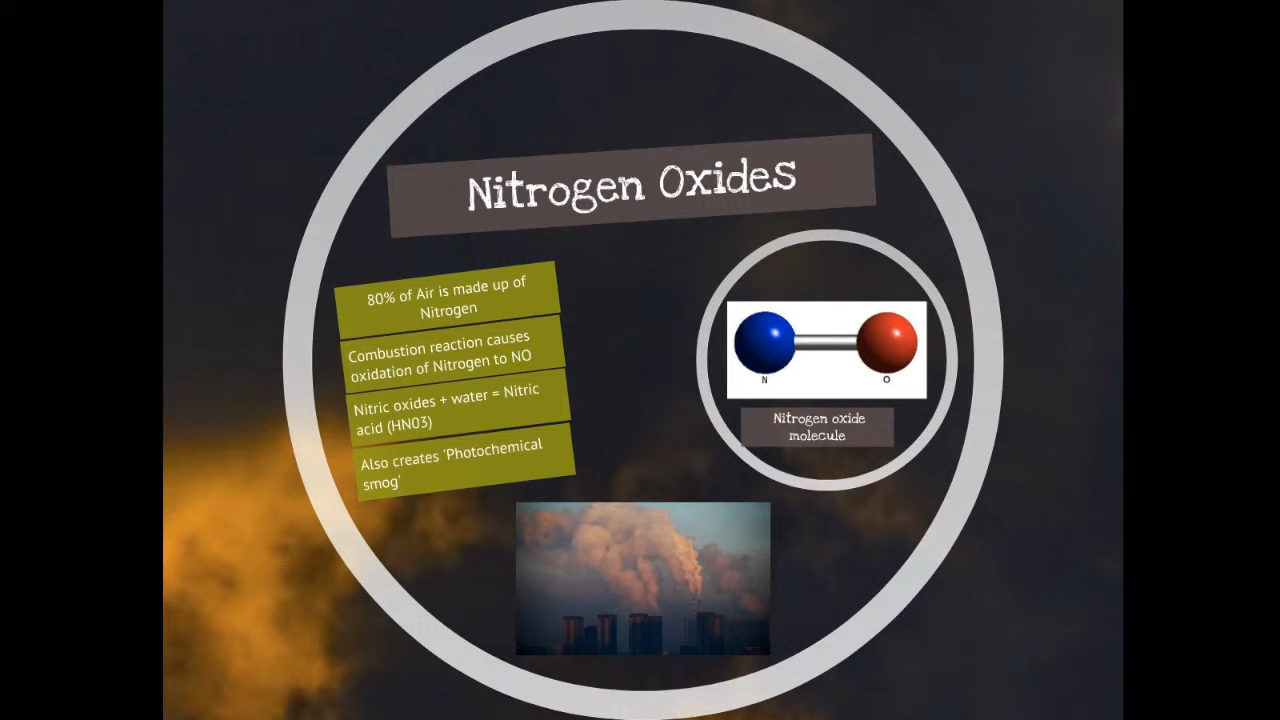 Nitrogen Oxides
80% of Air is made up of
Nitrogen
Combustion reaction causes
oxidation of Nitrogen to NO
Nitric oxides + water = Nitric
acid (HN03)
Also creates 'Photochemical
smog'
N
O
Nitrogen oxide
molecule